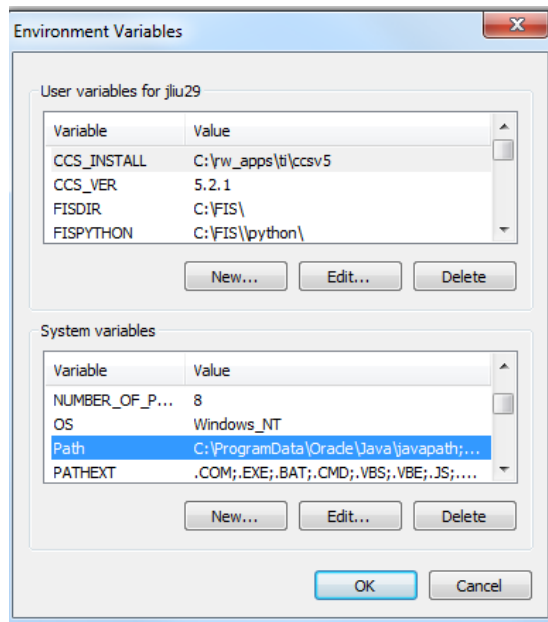 Environment Variables
User variables for jliu29
Variable Value
CCS_INSTALL C:\rw_apps\ti\ccsv5
CCS_VER 5.2.1
FISDIR C:\FIS\
FISPYTHON C:\FIS\\python\
New... Edit... Delete
System variables
Variable Value
NUMBER_OF_P... 8
OS Windows_NT
Path C:\ProgramData\Oracle\Java\javapath;...
PATHEXT .COM;.EXE;.BAT;.CMD;.VBS;.VBE;.JS;....
New... Edit... Delete
OK Cancel